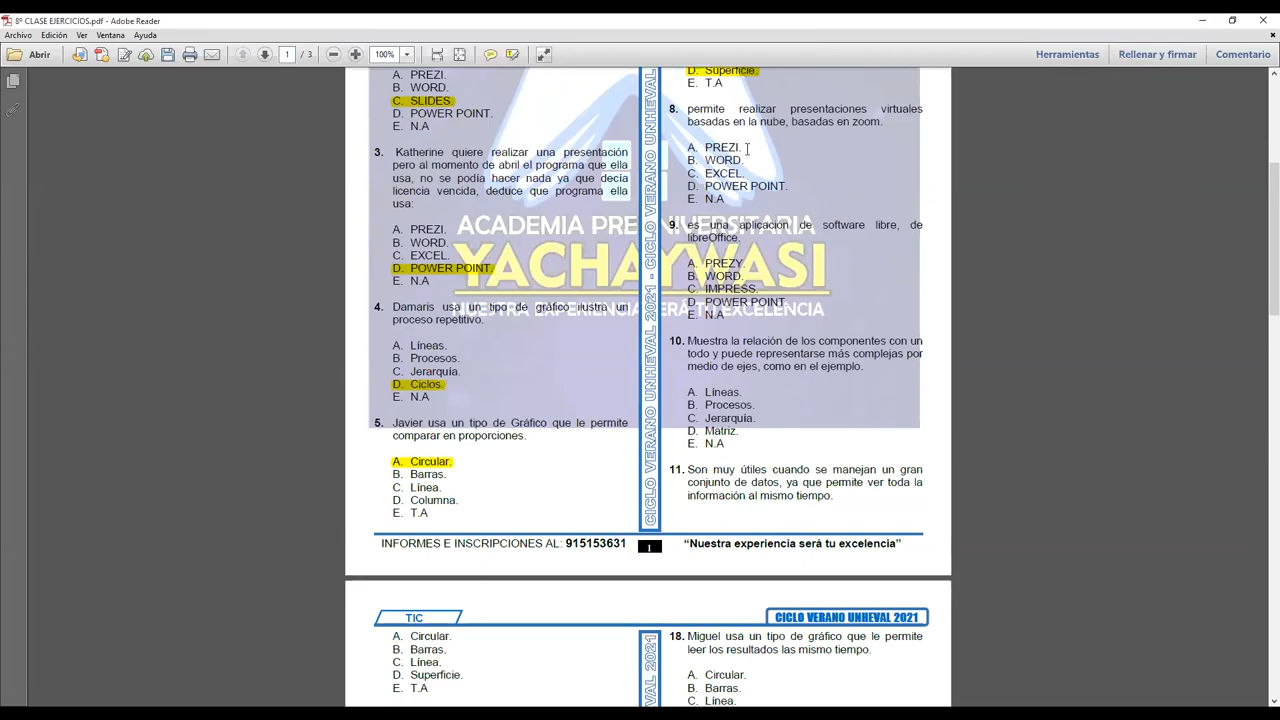 8º CLASE EJERCICIOS.pdf - Adobe Reader
Archivo Edición Ver Ventana Ayuda
Abrir
1 / 3
100%
Herramientas Rellenar y firmar Comentario
A. PREZI.
B. WORD.
C. SLIDES.
D. POWER POINT.
E. N.A
3. Katherine quiere realizar una presentación
pero al momento de abril el programa que ella
usa, no se podía hacer nada ya que decía
licencia vencida, deduce que programa ella
usa:
A. PREZI.
B. WORD.
C. EXCEL.
D. POWER POINT.
E. N.A
4. Damaris usa un tipo de gráfico ilustra un
proceso repetitivo.
A. Líneas.
B. Procesos.
C. Jerarquía.
D. Ciclos.
E. N.A
5. Javier usa un tipo de Gráfico que le permite
comparar en proporciones.
A. Circular.
B. Barras.
C. Línea.
D. Columna.
E. T.A
CICLO VERANO UNHEVAL 2021 - CICLO VERANO UNHEVAL
D. Superficie.
E. T.A
8. permite realizar presentaciones virtuales
basadas en la nube, basadas en zoom.
A. PREZI.
B. WORD.
C. EXCEL.
D. POWER POINT.
E. N.A
9. es una aplicación de software libre, de
libreOffice.
A. PREZY.
B. WORD.
C. IMPRESS.
D. POWER POINT.
E. N.A
10. Muestra la relación de los componentes con un
todo y puede representarse más complejas por
medio de ejes, como en el ejemplo.
A. Líneas.
B. Procesos.
C. Jerarquía.
D. Matriz.
E. N.A
11. Son muy útiles cuando se manejan un gran
conjunto de datos, ya que permite ver toda la
información al mismo tiempo.
ACADEMIA PREUNIVERSITARIA
YACHAYWASI
NUESTRA EXPERIENCIA SERÁ TU EXCELENCIA
INFORMES E INSCRIPCIONES AL: 915153631
1
"Nuestra experiencia será tu excelencia"
TIC
CICLO VERANO UNHEVAL 2021
A. Circular.
B. Barras.
C. Línea.
D. Superficie.
E. T.A
VAL 2021
18. Miguel usa un tipo de gráfico que le permite
leer los resultados las mismo tiempo.
A. Circular.
B. Barras.
C. Línea.